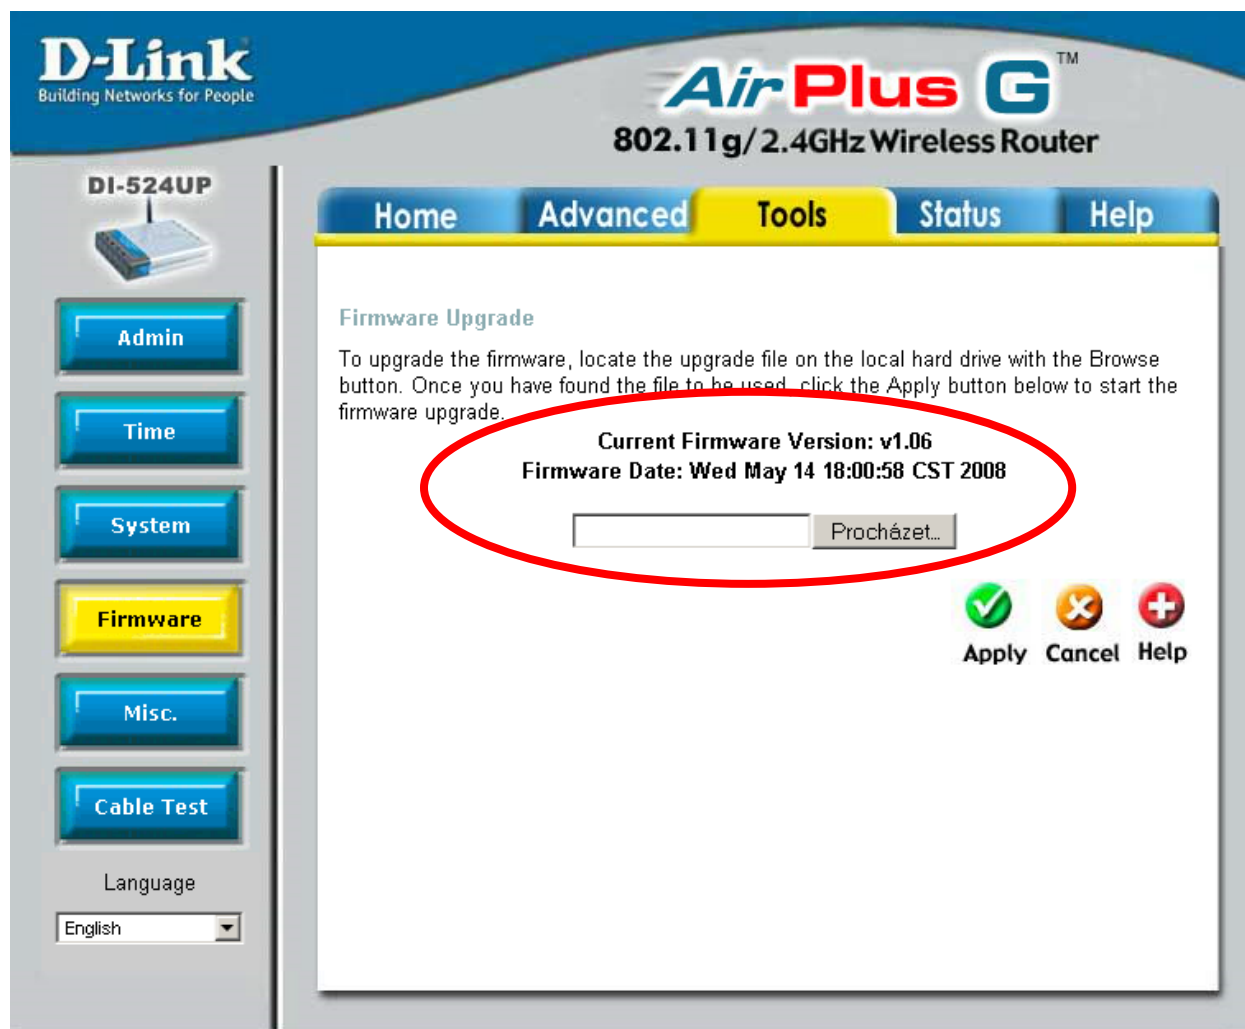 D-Link
Building Networks for People
AirPlus G™
802.11g/2.4GHz Wireless Router
DI-524UP
Home Advanced Tools Status Help
Admin
Time
System
Firmware
Misc.
Cable Test
Language
English
Firmware Upgrade
To upgrade the firmware, locate the upgrade file on the local hard drive with the Browse
button. Once you have found the file to be used, click the Apply button below to start the
firmware upgrade.
Current Firmware Version: v1.06
Firmware Date: Wed May 14 18:00:58 CST 2008
Procházet...
Apply Cancel Help